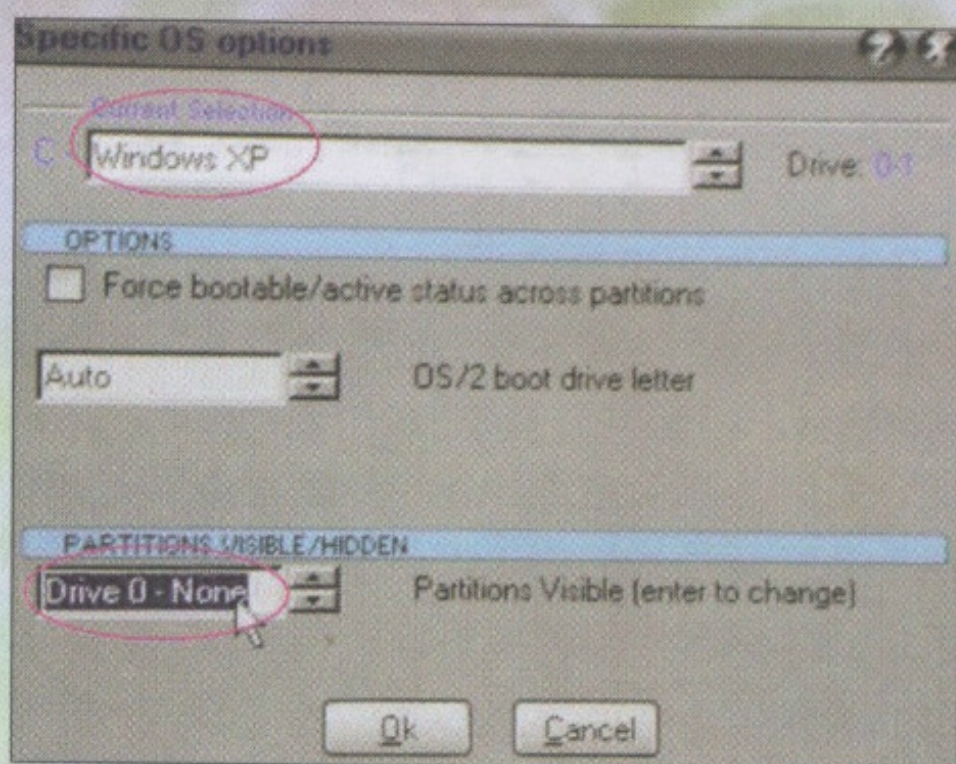 Specific OS options
Current Selection
C - Windows XP Drive: 0-1
OPTIONS
Force bootable/active status across partitions
Auto OS/2 boot drive letter
PARTITIONS VISIBLE/HIDDEN
Drive 0 - None Partitions Visible (enter to change)
Ok Cancel